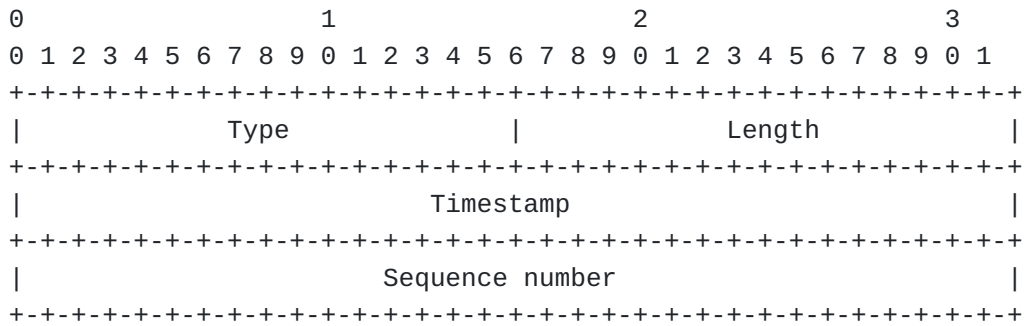 0                   1                   2                   3
0 1 2 3 4 5 6 7 8 9 0 1 2 3 4 5 6 7 8 9 0 1 2 3 4 5 6 7 8 9 0 1
+-+-+-+-+-+-+-+-+-+-+-+-+-+-+-+-+-+-+-+-+-+-+-+-+-+-+-+-+-+-+-+-+
|             Type              |             Length            |
+-+-+-+-+-+-+-+-+-+-+-+-+-+-+-+-+-+-+-+-+-+-+-+-+-+-+-+-+-+-+-+-+
|                          Timestamp                            |
+-+-+-+-+-+-+-+-+-+-+-+-+-+-+-+-+-+-+-+-+-+-+-+-+-+-+-+-+-+-+-+-+
|                       Sequence number                         |
+-+-+-+-+-+-+-+-+-+-+-+-+-+-+-+-+-+-+-+-+-+-+-+-+-+-+-+-+-+-+-+-+